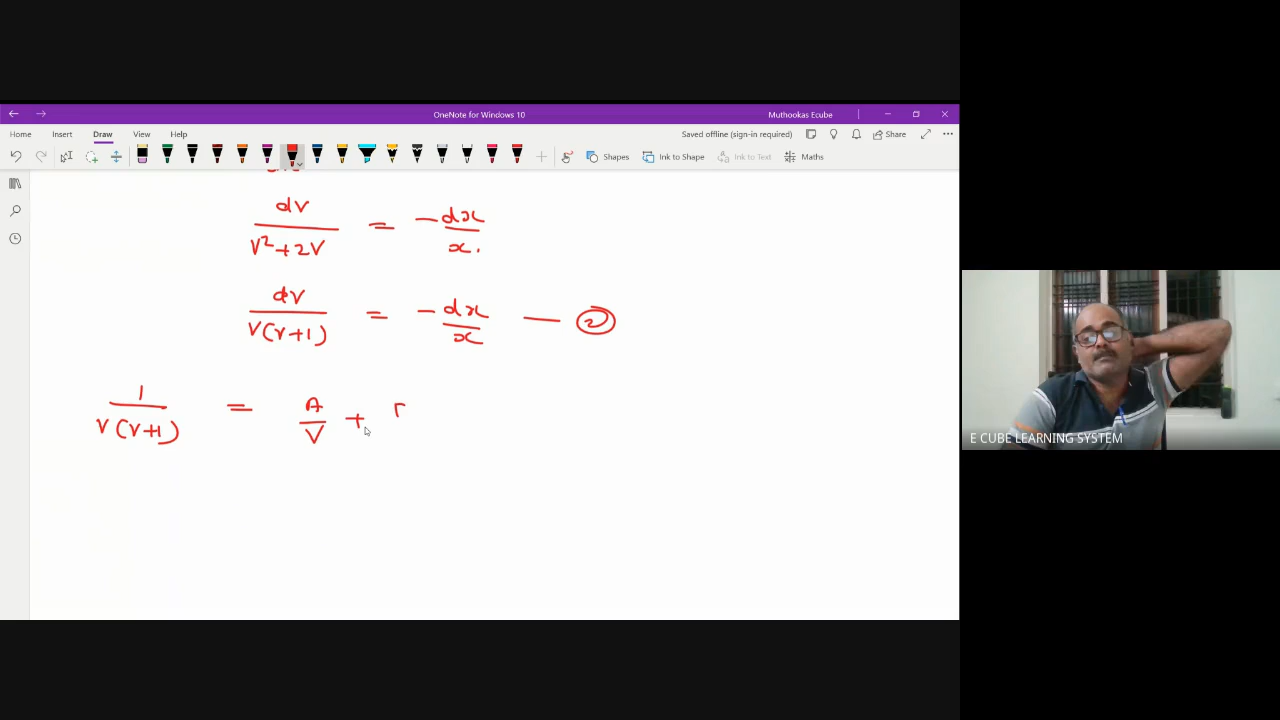 OneNote for Windows 10
Muthookas Ecube
Home Insert Draw View Help
Saved offline (sign-in required)
Share
Shapes
Ink to Shape
Ink to Text
Maths
dv/(v²+2v) = -dx/x.
dv/(v(v+1)) = -dx/x — ②
1/(v(v+1)) = A/v +
E CUBE LEARNING SYSTEM